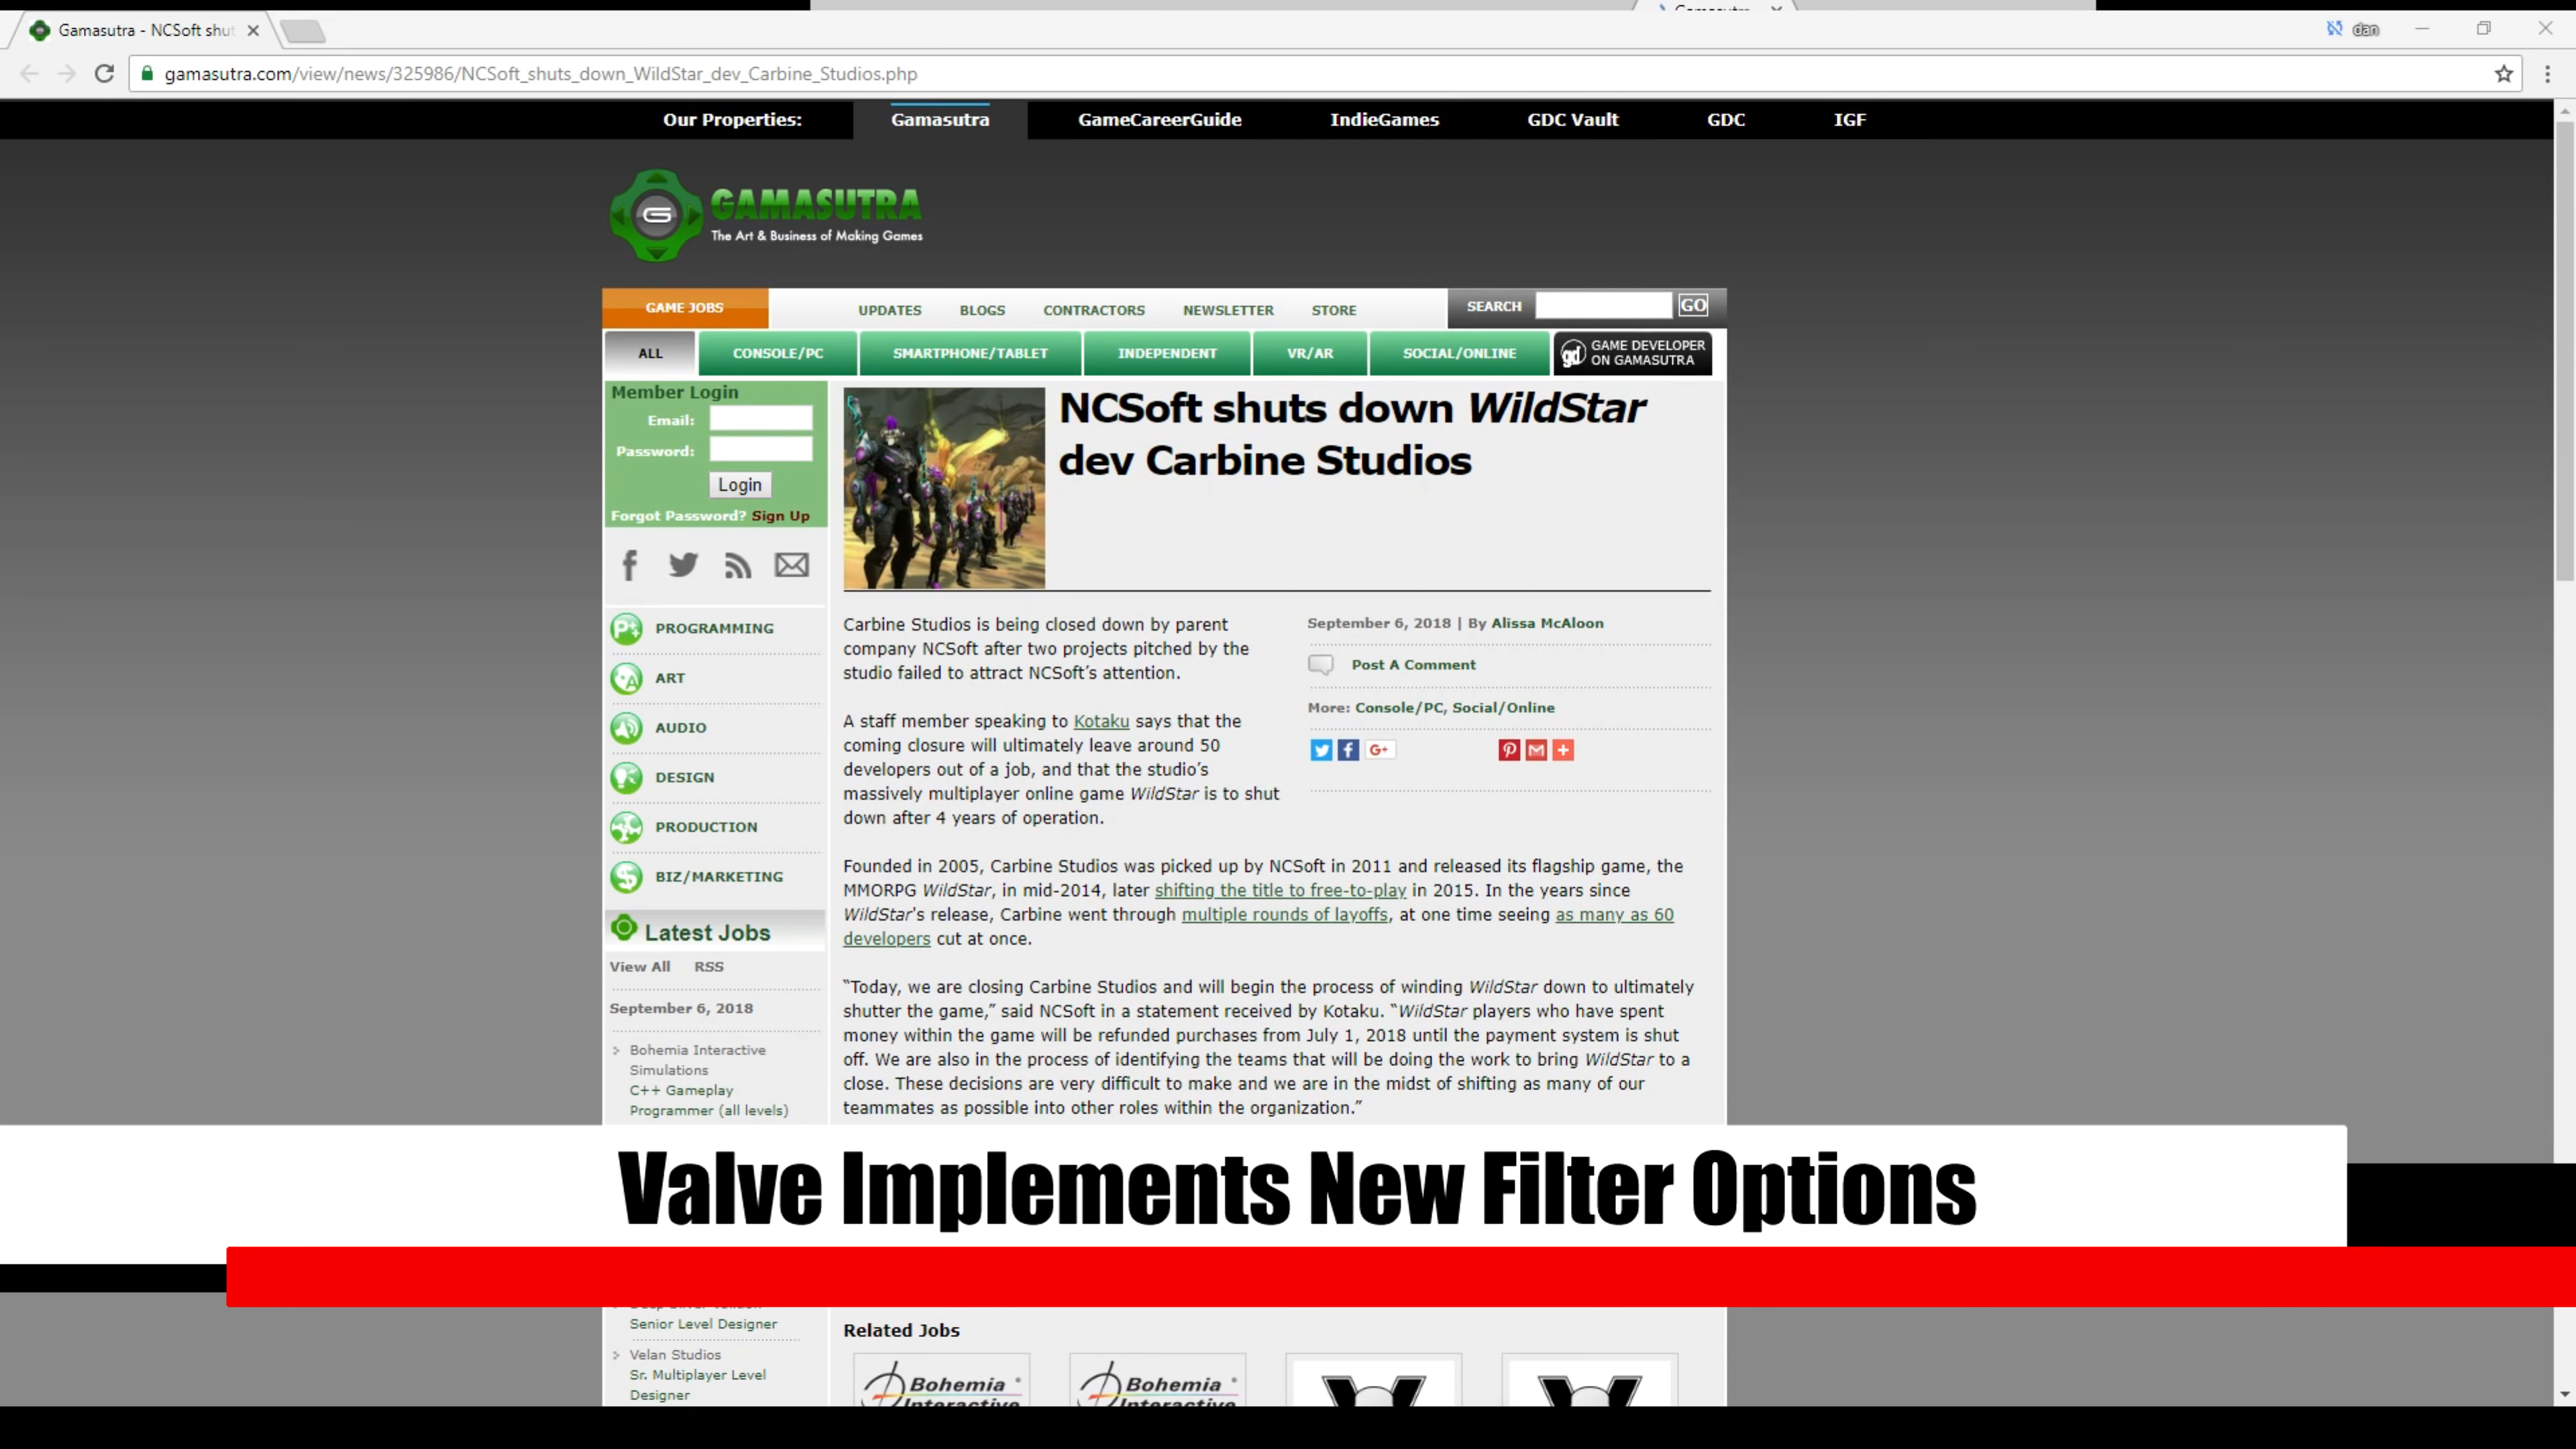 Gamasutra - NCSoft shut
dan
gamasutra.com/view/news/325986/NCSoft_shuts_down_WildStar_dev_Carbine_Studios.php
Our Properties: Gamasutra GameCareerGuide IndieGames GDC Vault GDC IGF
GAMASUTRA
The Art & Business of Making Games
GAME JOBS UPDATES BLOGS CONTRACTORS NEWSLETTER STORE SEARCH GO
ALL CONSOLE/PC SMARTPHONE/TABLET INDEPENDENT VR/AR SOCIAL/ONLINE GAME DEVELOPER
ON GAMASUTRA
Member Login
Email:
Password:
Login
Forgot Password? Sign Up
PROGRAMMING
ART
AUDIO
DESIGN
PRODUCTION
BIZ/MARKETING
Latest Jobs
View All RSS
September 6, 2018
Bohemia Interactive
Simulations
C++ Gameplay
Programmer (all levels)
NCSoft shuts down WildStar
dev Carbine Studios
September 6, 2018 | By Alissa McAloon
Post A Comment
More: Console/PC, Social/Online
Carbine Studios is being closed down by parent
company NCSoft after two projects pitched by the
studio failed to attract NCSoft's attention.
A staff member speaking to Kotaku says that the
coming closure will ultimately leave around 50
developers out of a job, and that the studio's
massively multiplayer online game WildStar is to shut
down after 4 years of operation.
Founded in 2005, Carbine Studios was picked up by NCSoft in 2011 and released its flagship game, the
MMORPG WildStar, in mid-2014, later shifting the title to free-to-play in 2015. In the years since
WildStar's release, Carbine went through multiple rounds of layoffs, at one time seeing as many as 60
developers cut at once.
"Today, we are closing Carbine Studios and will begin the process of winding WildStar down to ultimately
shutter the game," said NCSoft in a statement received by Kotaku. "WildStar players who have spent
money within the game will be refunded purchases from July 1, 2018 until the payment system is shut
off. We are also in the process of identifying the teams that will be doing the work to bring WildStar to a
close. These decisions are very difficult to make and we are in the midst of shifting as many of our
teammates as possible into other roles within the organization."
Valve Implements New Filter Options
Senior Level Designer
Velan Studios
Sr. Multiplayer Level
Designer
Related Jobs
Bohemia
Interactive
Bohemia
Interactive